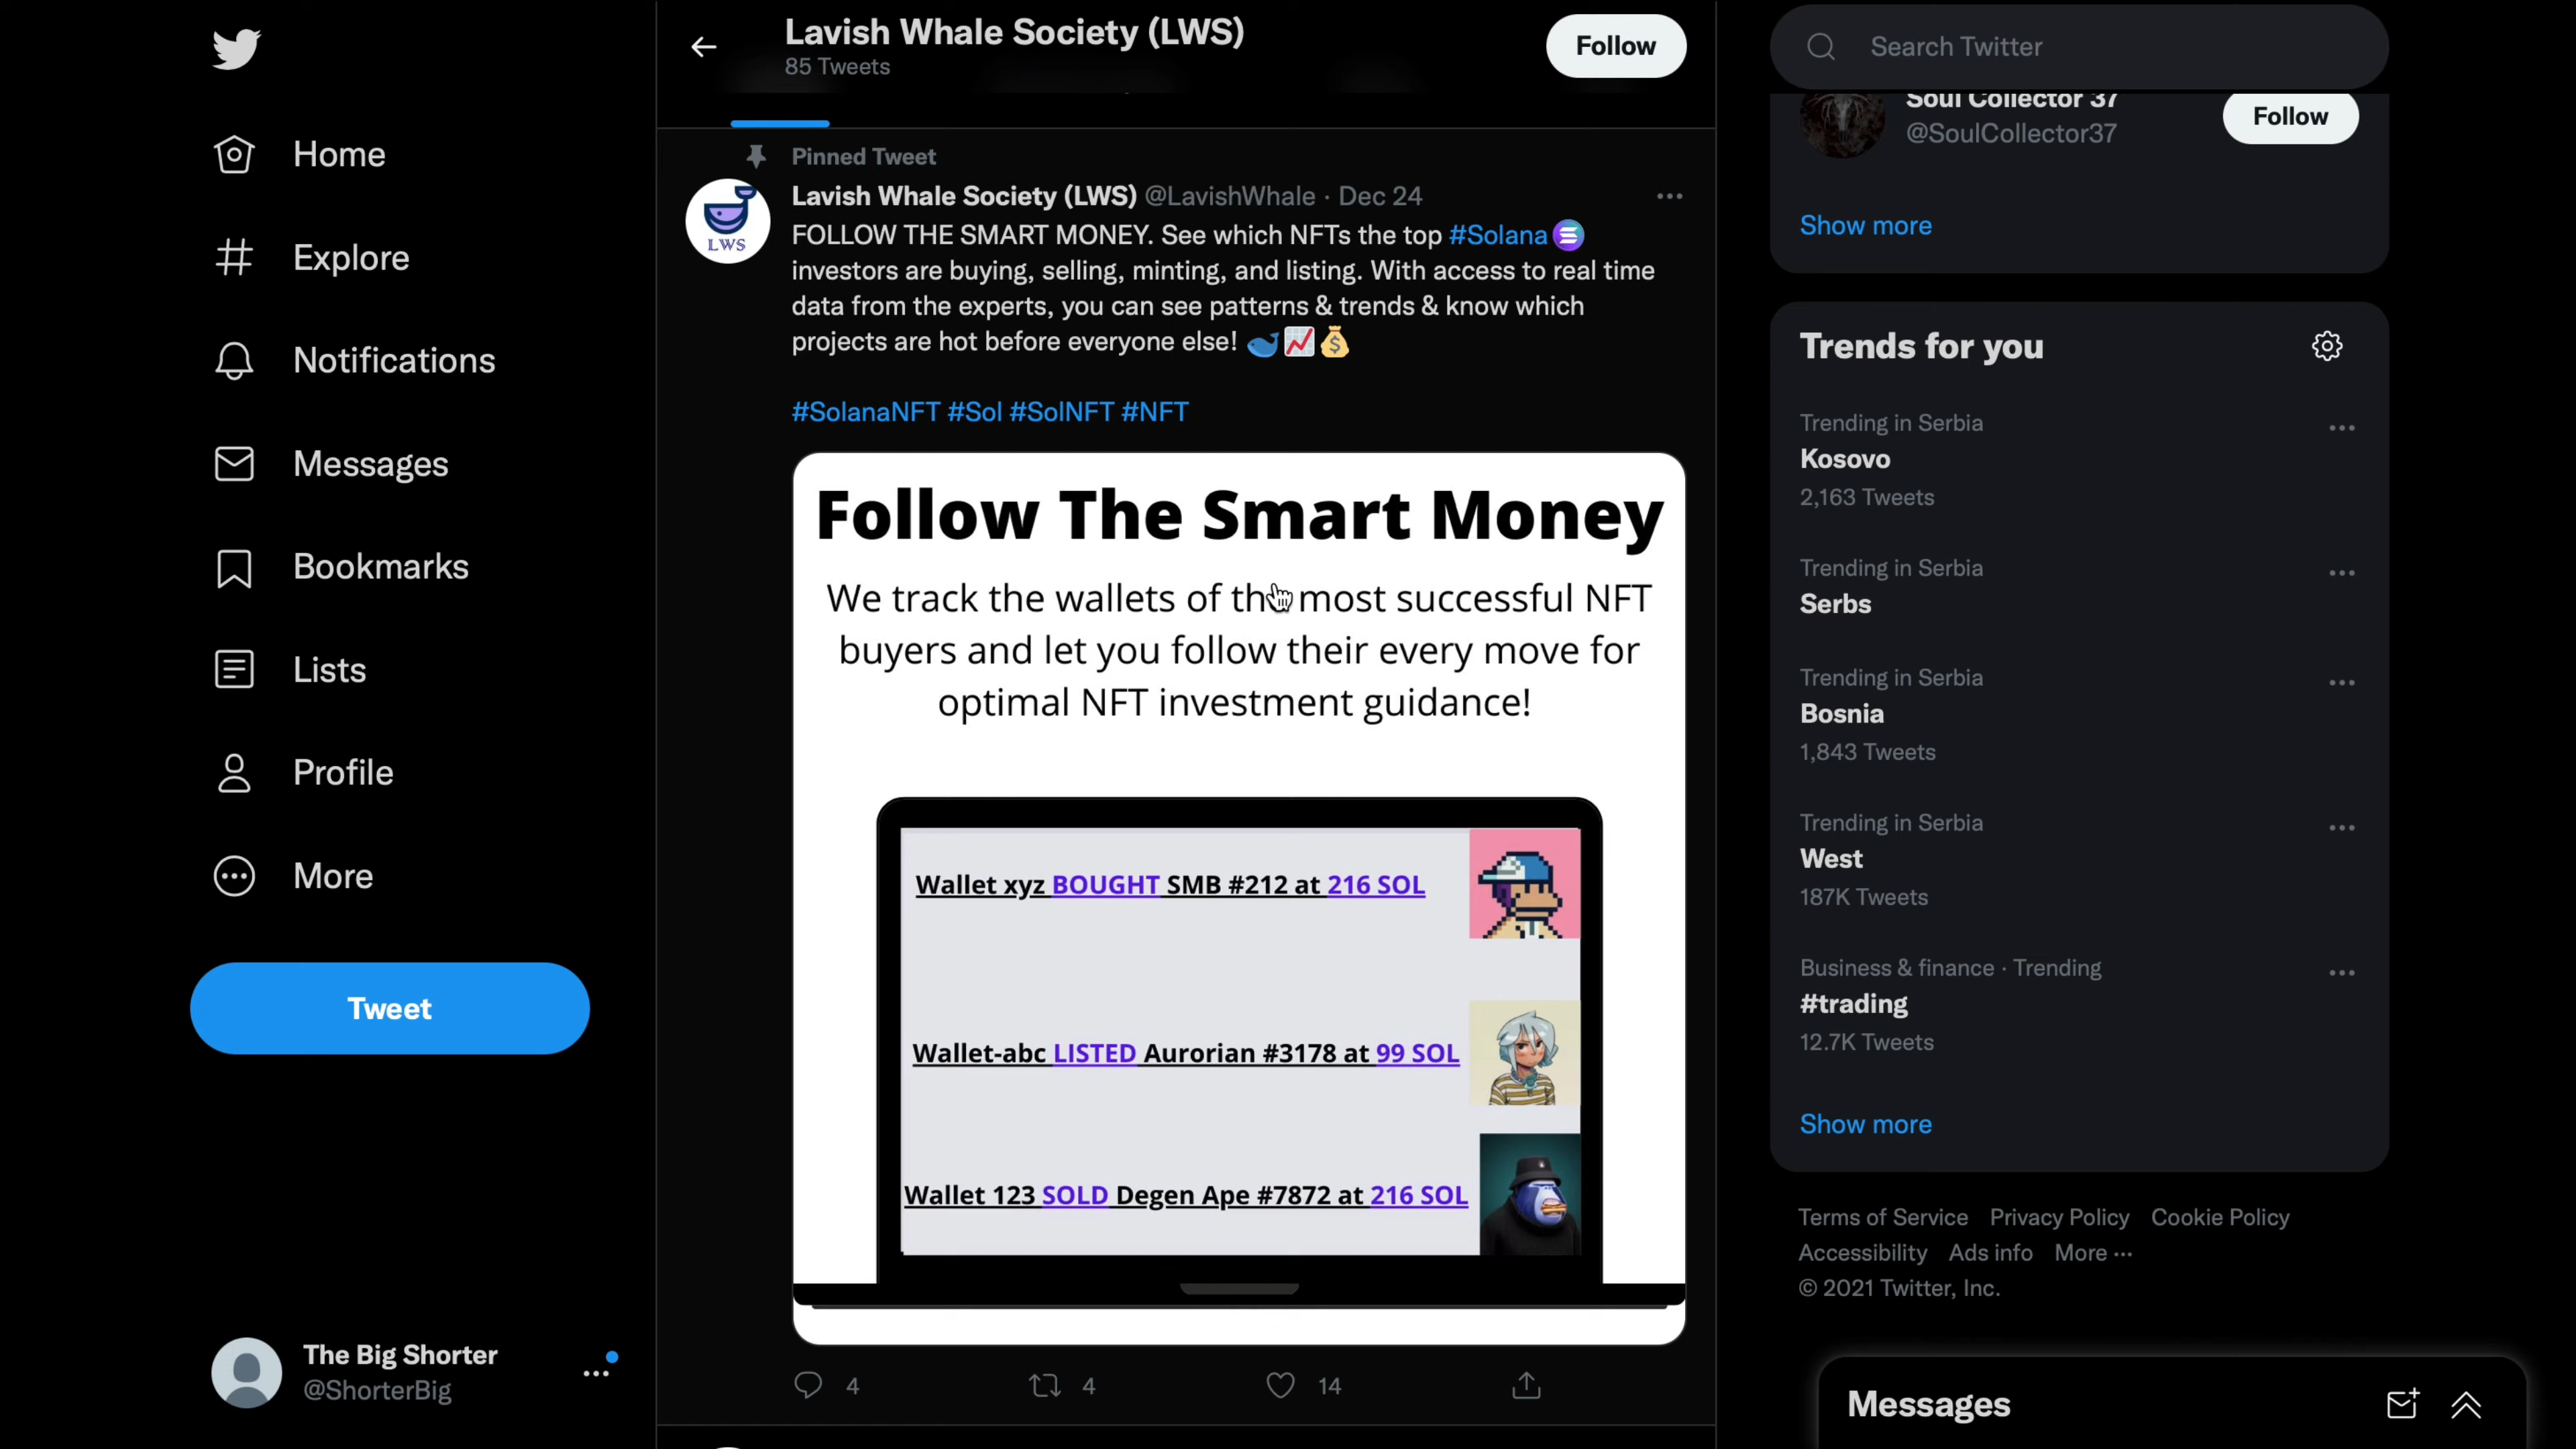 Home
Explore
Notifications
Messages
Bookmarks
Lists
Profile
More
Tweet
The Big Shorter
@ShorterBig
Lavish Whale Society (LWS)
85 Tweets
Follow
Pinned Tweet
Lavish Whale Society (LWS) @LavishWhale · Dec 24
FOLLOW THE SMART MONEY. See which NFTs the top #Solana
investors are buying, selling, minting, and listing. With access to real time
data from the experts, you can see patterns & trends & know which
projects are hot before everyone else!
#SolanaNFT #Sol #SolNFT #NFT
LWS
Follow The Smart Money
We track the wallets of the most successful NFT
buyers and let you follow their every move for
optimal NFT investment guidance!
Wallet xyz BOUGHT SMB #212 at 216 SOL
Wallet-abc LISTED Aurorian #3178 at 99 SOL
Wallet 123 SOLD Degen Ape #7872 at 216 SOL
4
4
14
Search Twitter
Soul Collector 37
@SoulCollector37
Follow
Show more
Trends for you
Trending in Serbia
Kosovo
2,163 Tweets
Trending in Serbia
Serbs
Trending in Serbia
Bosnia
1,843 Tweets
Trending in Serbia
West
187K Tweets
Business & finance · Trending
#trading
12.7K Tweets
Show more
Terms of Service Privacy Policy Cookie Policy
Accessibility Ads info More ···
© 2021 Twitter, Inc.
Messages